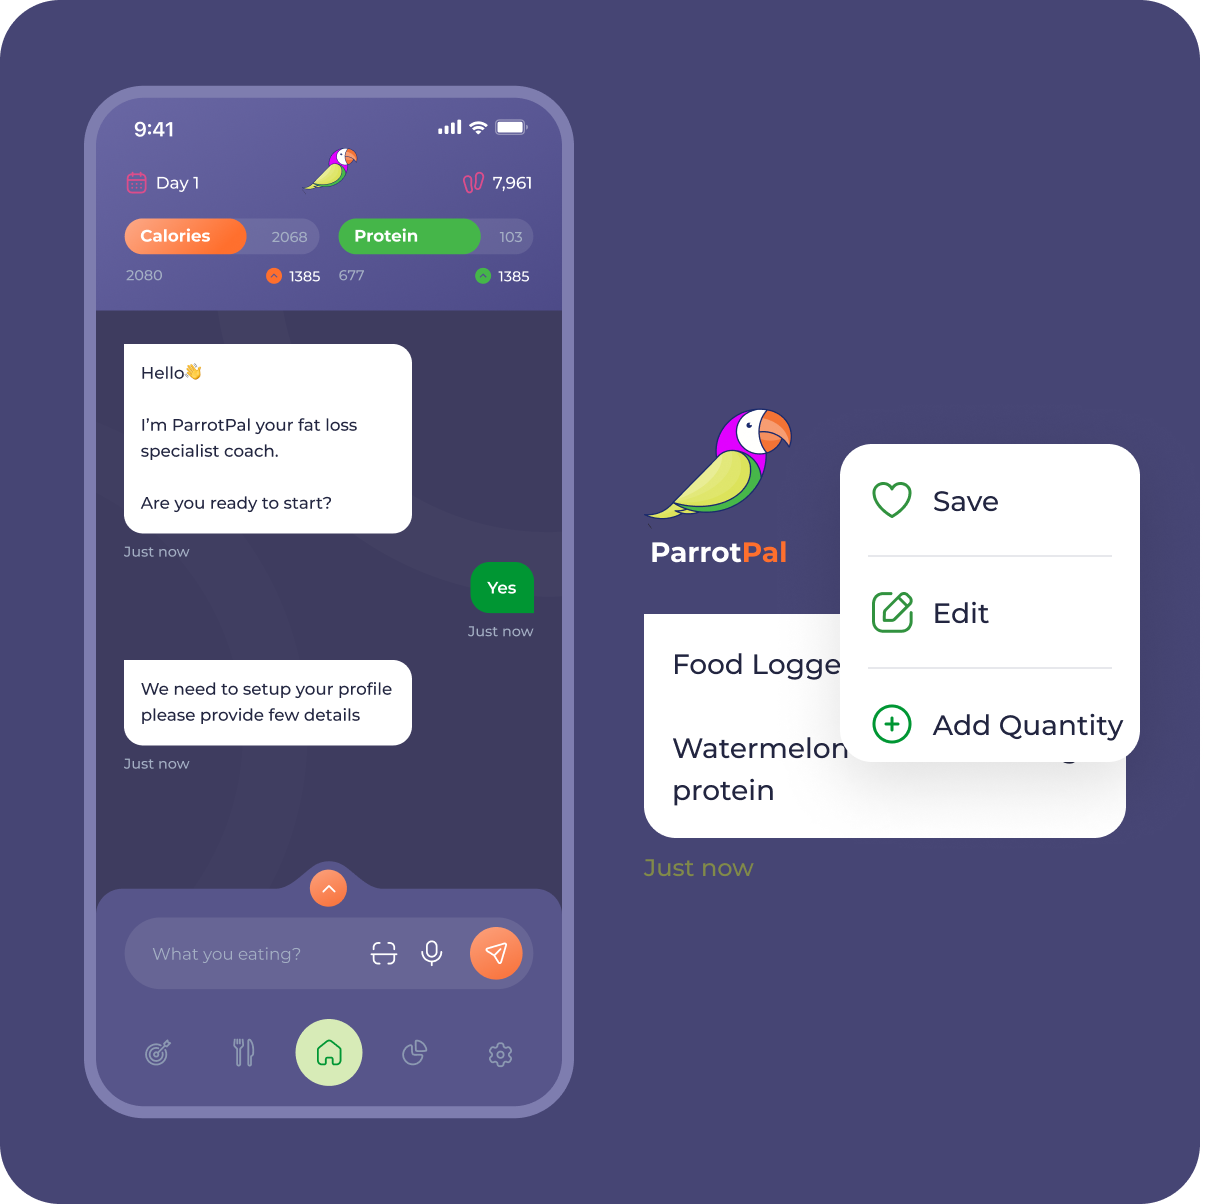 9:41
Day 1
7,961
Calories
2068
Protein
103
2080
1385
677
1385
Hello👋
I'm ParrotPal your fat loss
specialist coach.
Are you ready to start?
Just now
Yes
Just now
We need to setup your profile
please provide few details
Just now
What you eating?
ParrotPal
Save
Edit
Add Quantity
Food Logge
Watermelon
protein
Just now